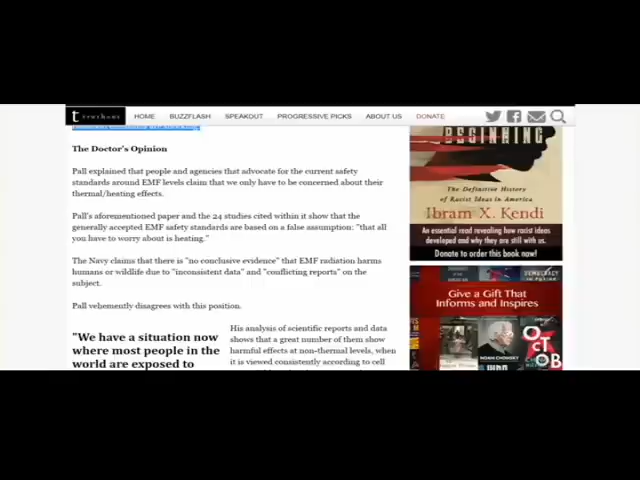 truthout
HOME BUZZFLASH SPEAKOUT PROGRESSIVE PICKS ABOUT US DONATE
The Doctor's Opinion
Pall explained that people and agencies that advocate for the current safety
standards around EMF levels claim that we only have to be concerned about their
thermal/heating effects.
Pall's aforementioned paper and the 24 studies cited within it show that the
generally accepted EMF safety standards are based on a false assumption: "that all
you have to worry about is heating."
The Navy claims that there is "no conclusive evidence" that EMF radiation harms
humans or wildlife due to "inconsistent data" and "conflicting reports" on the
subject.
Pall vehemently disagrees with this position.
"We have a situation now
where most people in the
world are exposed to
His analysis of scientific reports and data
shows that a great number of them show
harmful effects at non-thermal levels, when
it is viewed consistently according to cell
BEGINNING
The Definitive History
of Racist Ideas in America
Ibram X. Kendi
An essential read revealing how racist ideas
developed and why they are still with us.
Donate to order this book now!
DEMOCRACY
Give a Gift That
Informs and Inspires
NOAM CHOMSKY
OCTOB